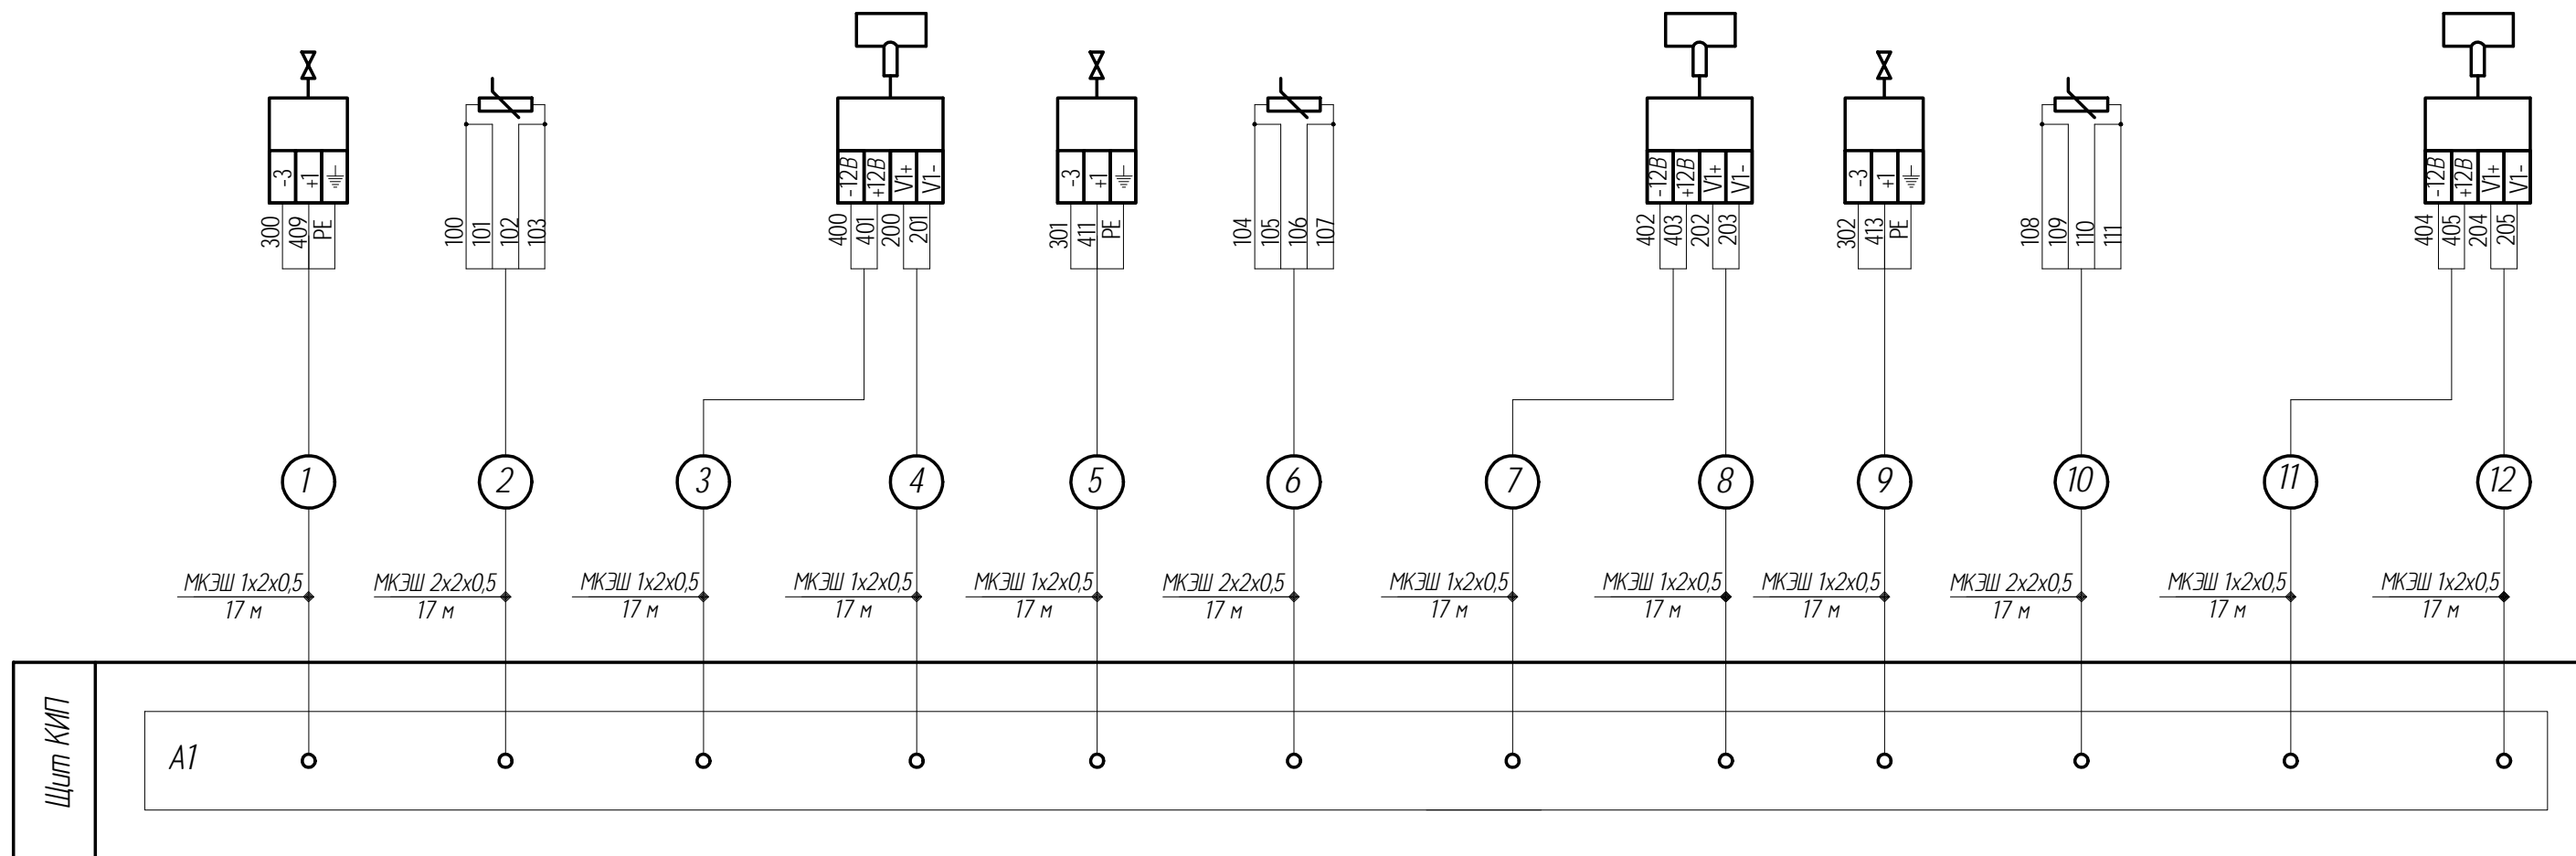 -3 +1
-12В +12В V1+ V1-
-3 +1
-12В +12В V1+ V1-
-3 +1
-12В +12В V1+ V1-
300 409 PE
100 101 102 103
400 401 200 201
301 411 PE
104 105 106 107
402 403 202 203
302 413 PE
108 109 110 111
404 405 204 205
1 2 3 4 5 6 7 8 9 10 11 12
МКЭШ 1х2х0,5
17 м
МКЭШ 2х2х0,5
17 м
МКЭШ 1х2х0,5
17 м
МКЭШ 1х2х0,5
17 м
МКЭШ 1х2х0,5
17 м
МКЭШ 2х2х0,5
17 м
МКЭШ 1х2х0,5
17 м
МКЭШ 1х2х0,5
17 м
МКЭШ 1х2х0,5
17 м
МКЭШ 2х2х0,5
17 м
МКЭШ 1х2х0,5
17 м
МКЭШ 1х2х0,5
17 м
Щит КИП
А1